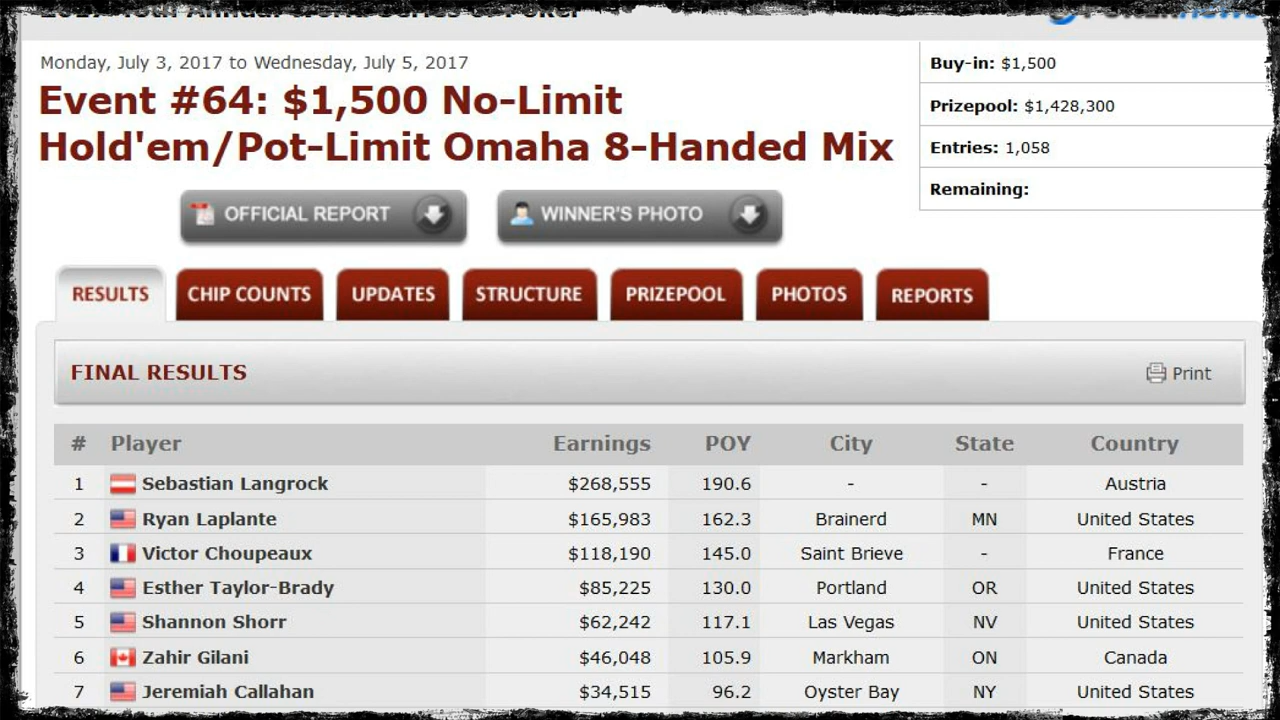 Monday, July 3, 2017 to Wednesday, July 5, 2017
Event #64: $1,500 No-Limit
Hold'em/Pot-Limit Omaha 8-Handed Mix
Buy-in: $1,500
Prizepool: $1,428,300
Entries: 1,058
Remaining:
OFFICIAL REPORT WINNER'S PHOTO
RESULTS CHIP COUNTS UPDATES STRUCTURE PRIZEPOOL PHOTOS REPORTS
FINAL RESULTS Print
# Player Earnings POY City State Country
1 Sebastian Langrock $268,555 190.6 - - Austria
2 Ryan Laplante $165,983 162.3 Brainerd MN United States
3 Victor Choupeaux $118,190 145.0 Saint Brieve - France
4 Esther Taylor-Brady $85,225 130.0 Portland OR United States
5 Shannon Shorr $62,242 117.1 Las Vegas NV United States
6 Zahir Gilani $46,048 105.9 Markham ON Canada
7 Jeremiah Callahan $34,515 96.2 Oyster Bay NY United States